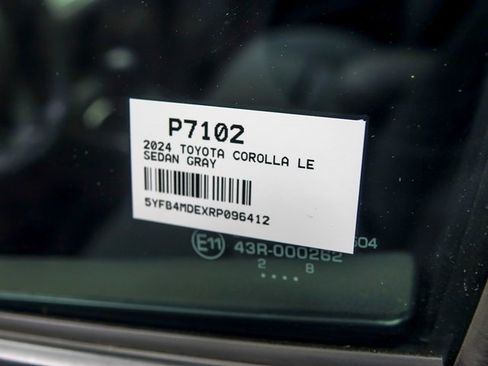 P7102
2024 TOYOTA COROLLA LE
SEDAN GRAY
5YFB4MDEXRP096412
E11 43R-000262
2 8